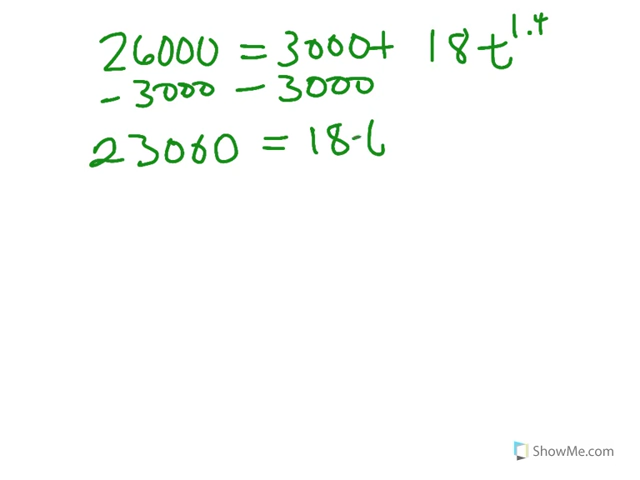 26000 = 3000 + 18t^1.4
- 3000 - 3000
23000 = 18
ShowMe.com